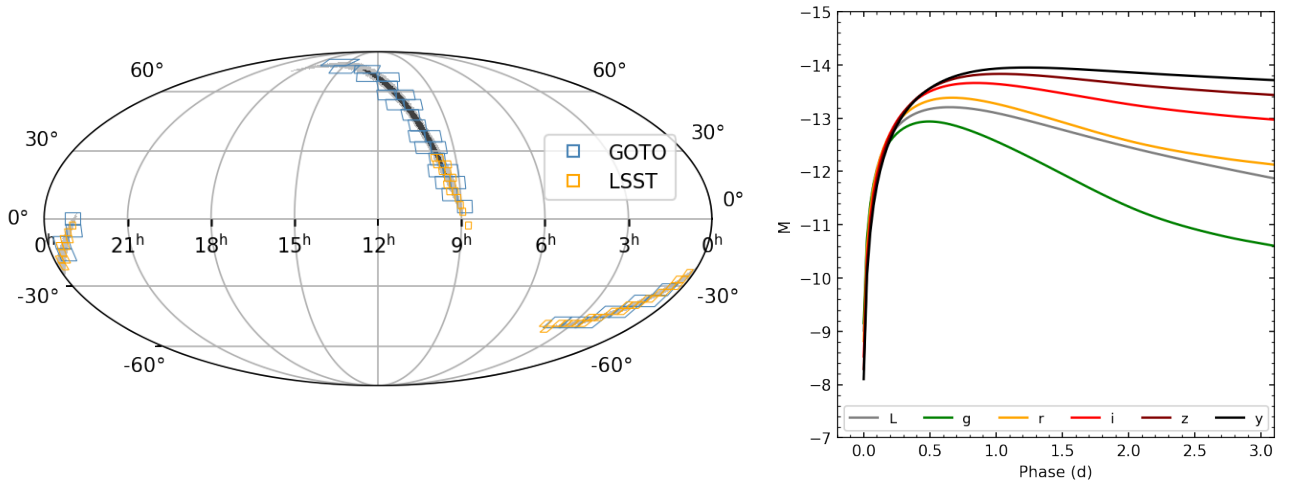 60°
60°
30°
30°
0°
0°
0ʰ
21ʰ
18ʰ
15ʰ
12ʰ
9ʰ
6ʰ
3ʰ
0ʰ
-30°
-30°
-60°
-60°
GOTO
LSST
−15
−14
−13
−12
−11
−10
−9
−8
−7
M
L g r i z y
0.0 0.5 1.0 1.5 2.0 2.5 3.0
Phase (d)